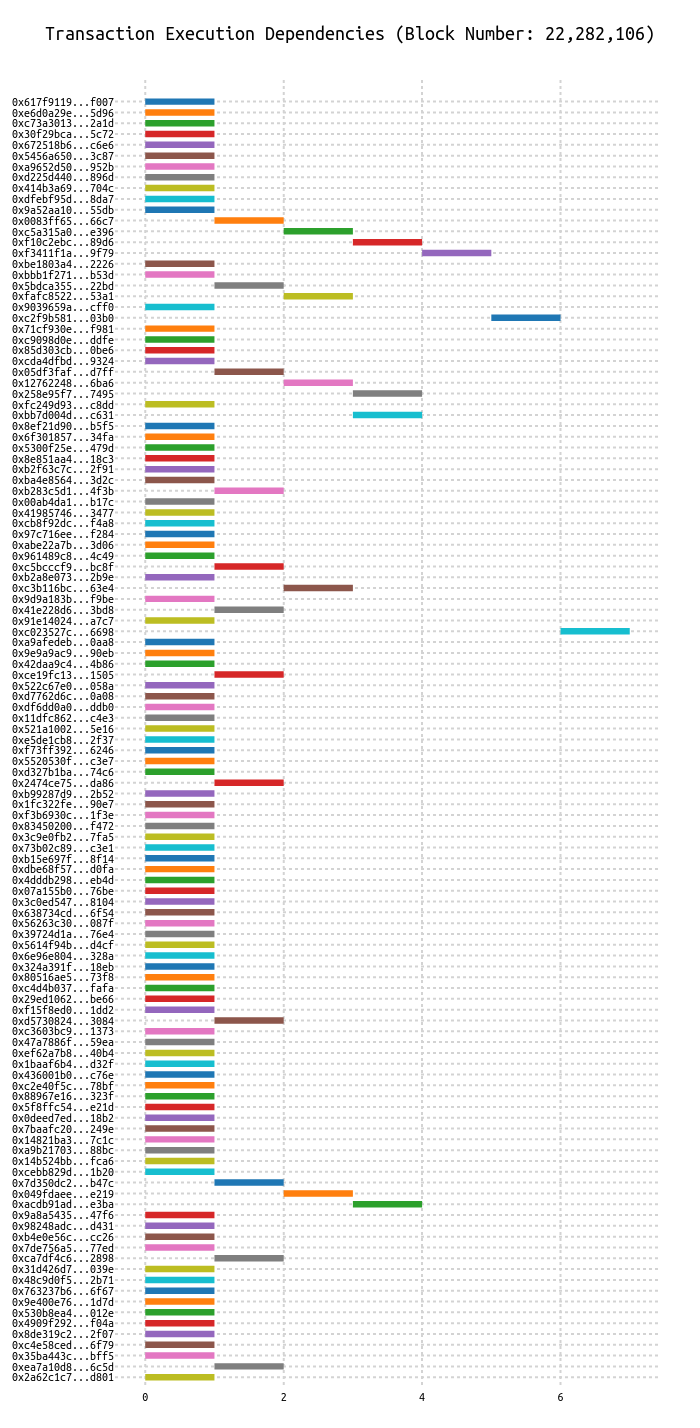 Transaction Execution Dependencies (Block Number: 22,282,106)
0x617f9119...f007
0xe6d0a29e...5d96
0xc73a3013...2a1d
0x30f29bca...5c72
0x672518b6...c6e6
0x5456a650...3c87
0xa9652d50...952b
0xd225d440...896d
0x414b3a69...704c
0xdfebf95d...8da7
0x9a52aa10...55db
0x0083ff65...66c7
0xc5a315a0...e396
0xf10c2ebc...89d6
0xf3411f1a...9f79
0xbe1803a4...2226
0xbbb1f271...b53d
0x5bdca355...22bd
0xfafc8522...53a1
0x9039659a...cff0
0xc2f9b581...03b0
0x71cf930e...f981
0xc9098d0e...ddfe
0x85d303cb...0be6
0xcda4dfbd...9324
0x05df3faf...d7ff
0x12762248...6ba6
0x258e95f7...7495
0xfc249d93...c8dd
0xbb7d004d...c631
0x8ef21d90...b5f5
0x6f301857...34fa
0x5300f25e...479d
0x8e851aa4...18c3
0xb2f63c7c...2f91
0xba4e8564...3d2c
0xb283c5d1...4f3b
0x00ab4da1...b17c
0x41985746...3477
0xcb8f92dc...f4a8
0x97c716ee...f284
0xabe22a7b...3d06
0x961489c8...4c49
0xc5bcccf9...bc8f
0xb2a8e073...2b9e
0xc3b116bc...63e4
0x9d9a183b...f9be
0x41e228d6...3bd8
0x91e14024...a7c7
0xc023527c...6698
0xa9afedeb...0aa8
0x9e9a9ac9...90eb
0x42daa9c4...4b86
0xce19fc13...1505
0x522c67e0...058a
0xd7762d6c...0a08
0xdf6dd0a0...ddb0
0x11dfc862...c4e3
0x521a1002...5e16
0xe5de1cb8...2f37
0xf73ff392...6246
0x5520530f...c3e7
0xd327b1ba...74c6
0x2474ce75...da86
0xb99287d9...2b52
0x1fc322fe...90e7
0xf3b6930c...1f3e
0x83450200...f472
0x3c9e0fb2...7fa5
0x73b02c89...c3e1
0xb15e697f...8f14
0xdbe68f57...d0fa
0x4dddb298...eb4d
0x07a155b0...76be
0x3c0ed547...8104
0x638734cd...6f54
0x56263c30...087f
0x39724d1a...76e4
0x5614f94b...d4cf
0x6e96e804...328a
0x324a391f...18eb
0x80516ae5...73f8
0xc4d4b037...fafa
0x29ed1062...be66
0xf15f8ed0...1dd2
0xd5730824...3084
0xc3603bc9...1373
0x47a7886f...59ea
0xef62a7b8...40b4
0x1baaf6b4...d32f
0x436001b0...c76e
0xc2e40f5c...78bf
0x88967e16...323f
0x5f8ffc54...e21d
0x0deed7ed...18b2
0x7baafc20...249e
0x14821ba3...7c1c
0xa9b21703...88bc
0x14b524bb...fca6
0xcebb829d...1b20
0x7d350dc2...b47c
0x049fdaee...e219
0xacdb91ad...e3ba
0x9a8a5435...47f6
0x98248adc...d431
0xb4e0e56c...cc26
0x7de756a5...77ed
0xca7df4c6...2898
0x31d426d7...039e
0x48c9d0f5...2b71
0x763237b6...6f67
0x9e400e76...1d7d
0x530b8ea4...012e
0x4909f292...f04a
0x8de319c2...2f07
0xc4e58ced...6f79
0x35ba443c...bff5
0xea7a10d8...6c5d
0x2a62c1c7...d801
0 2 4 6